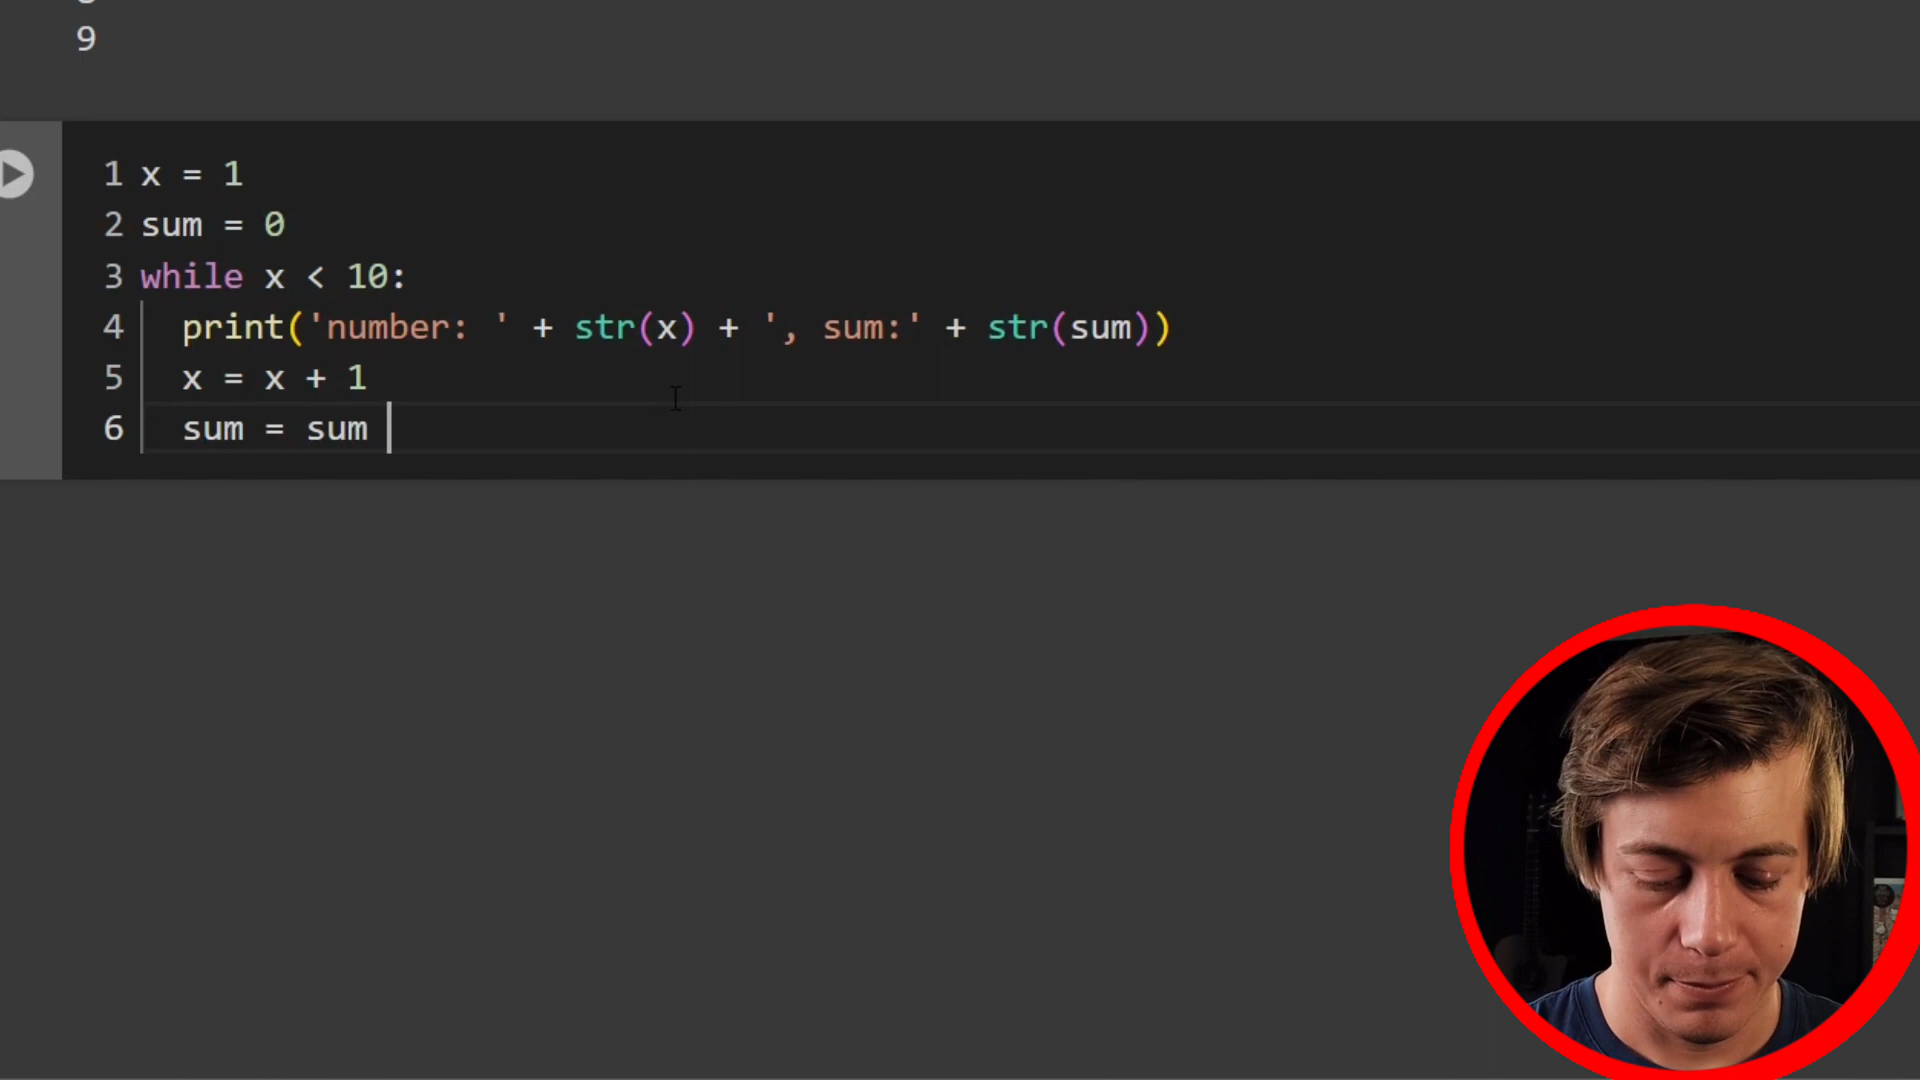 9
1 x = 1
2 sum = 0
3 while x < 10:
4 print('number: ' + str(x) + ', sum:' + str(sum))
5 x = x + 1
6 sum = sum